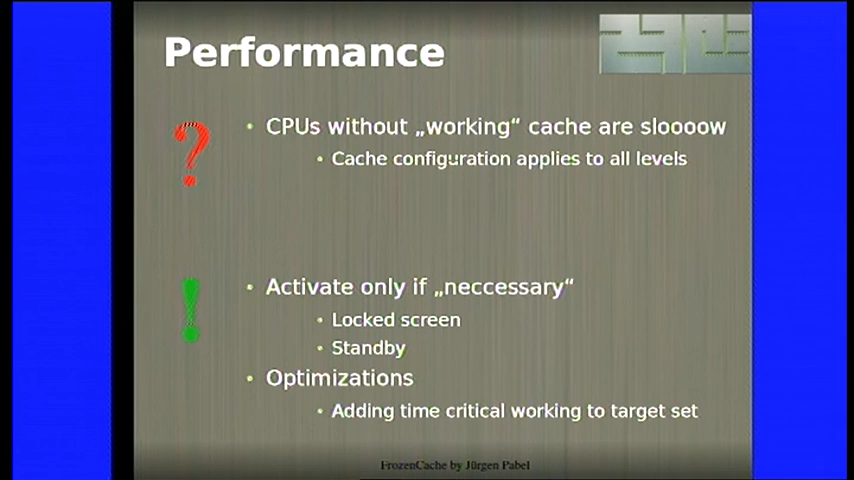 Performance
?
• CPUs without „working“ cache are sloooow
• Cache configuration applies to all levels
!
• Activate only if „neccessary“
• Locked screen
• Standby
• Optimizations
• Adding time critical working to target set
FrozenCache by Jürgen Pabel